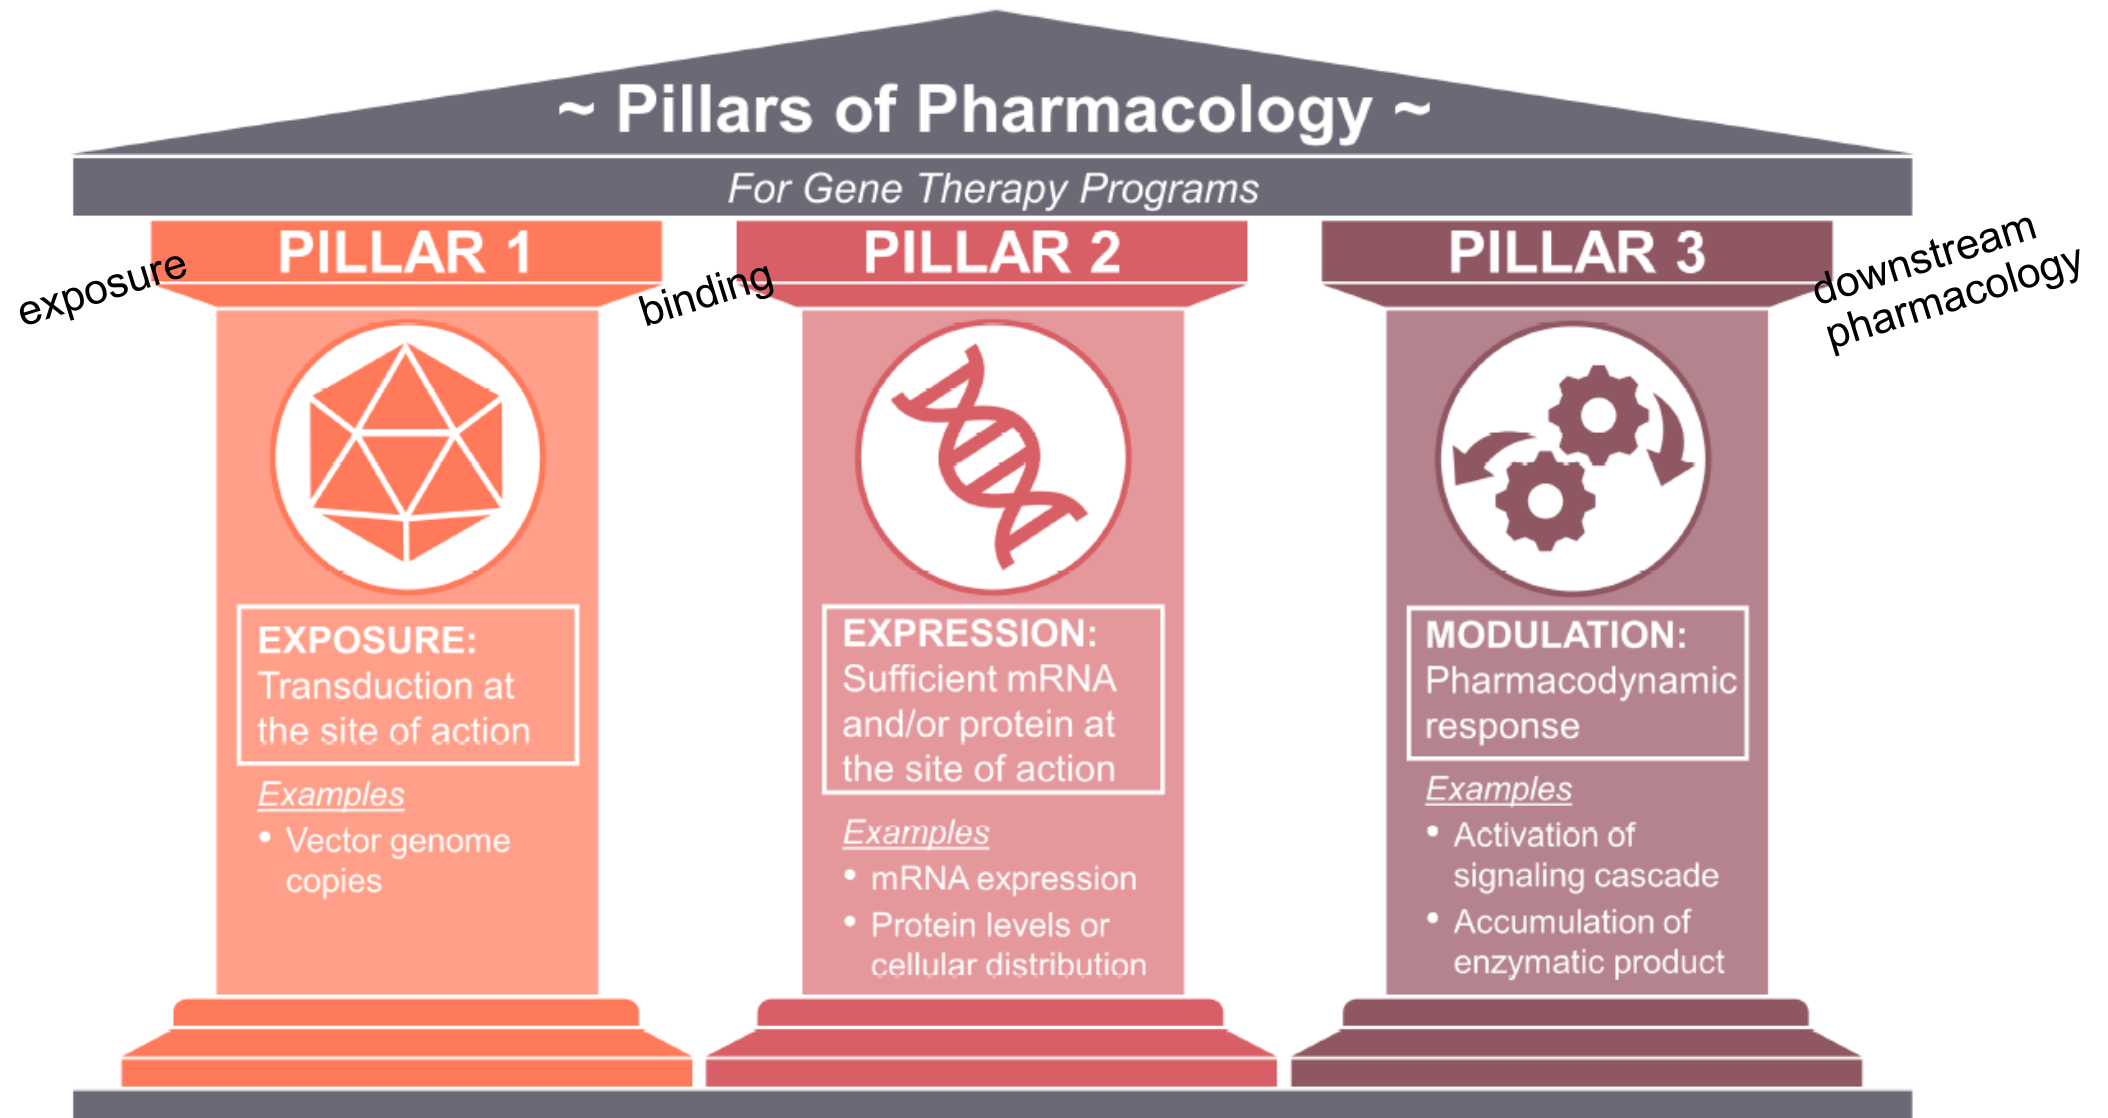 ~ Pillars of Pharmacology ~
For Gene Therapy Programs
exposure
PILLAR 1
EXPOSURE:
Transduction at
the site of action
Examples
• Vector genome
copies
binding
PILLAR 2
EXPRESSION:
Sufficient mRNA
and/or protein at
the site of action
Examples
• mRNA expression
• Protein levels or
cellular distribution
PILLAR 3
downstream
pharmacology
MODULATION:
Pharmacodynamic
response
Examples
• Activation of
signaling cascade
• Accumulation of
enzymatic product